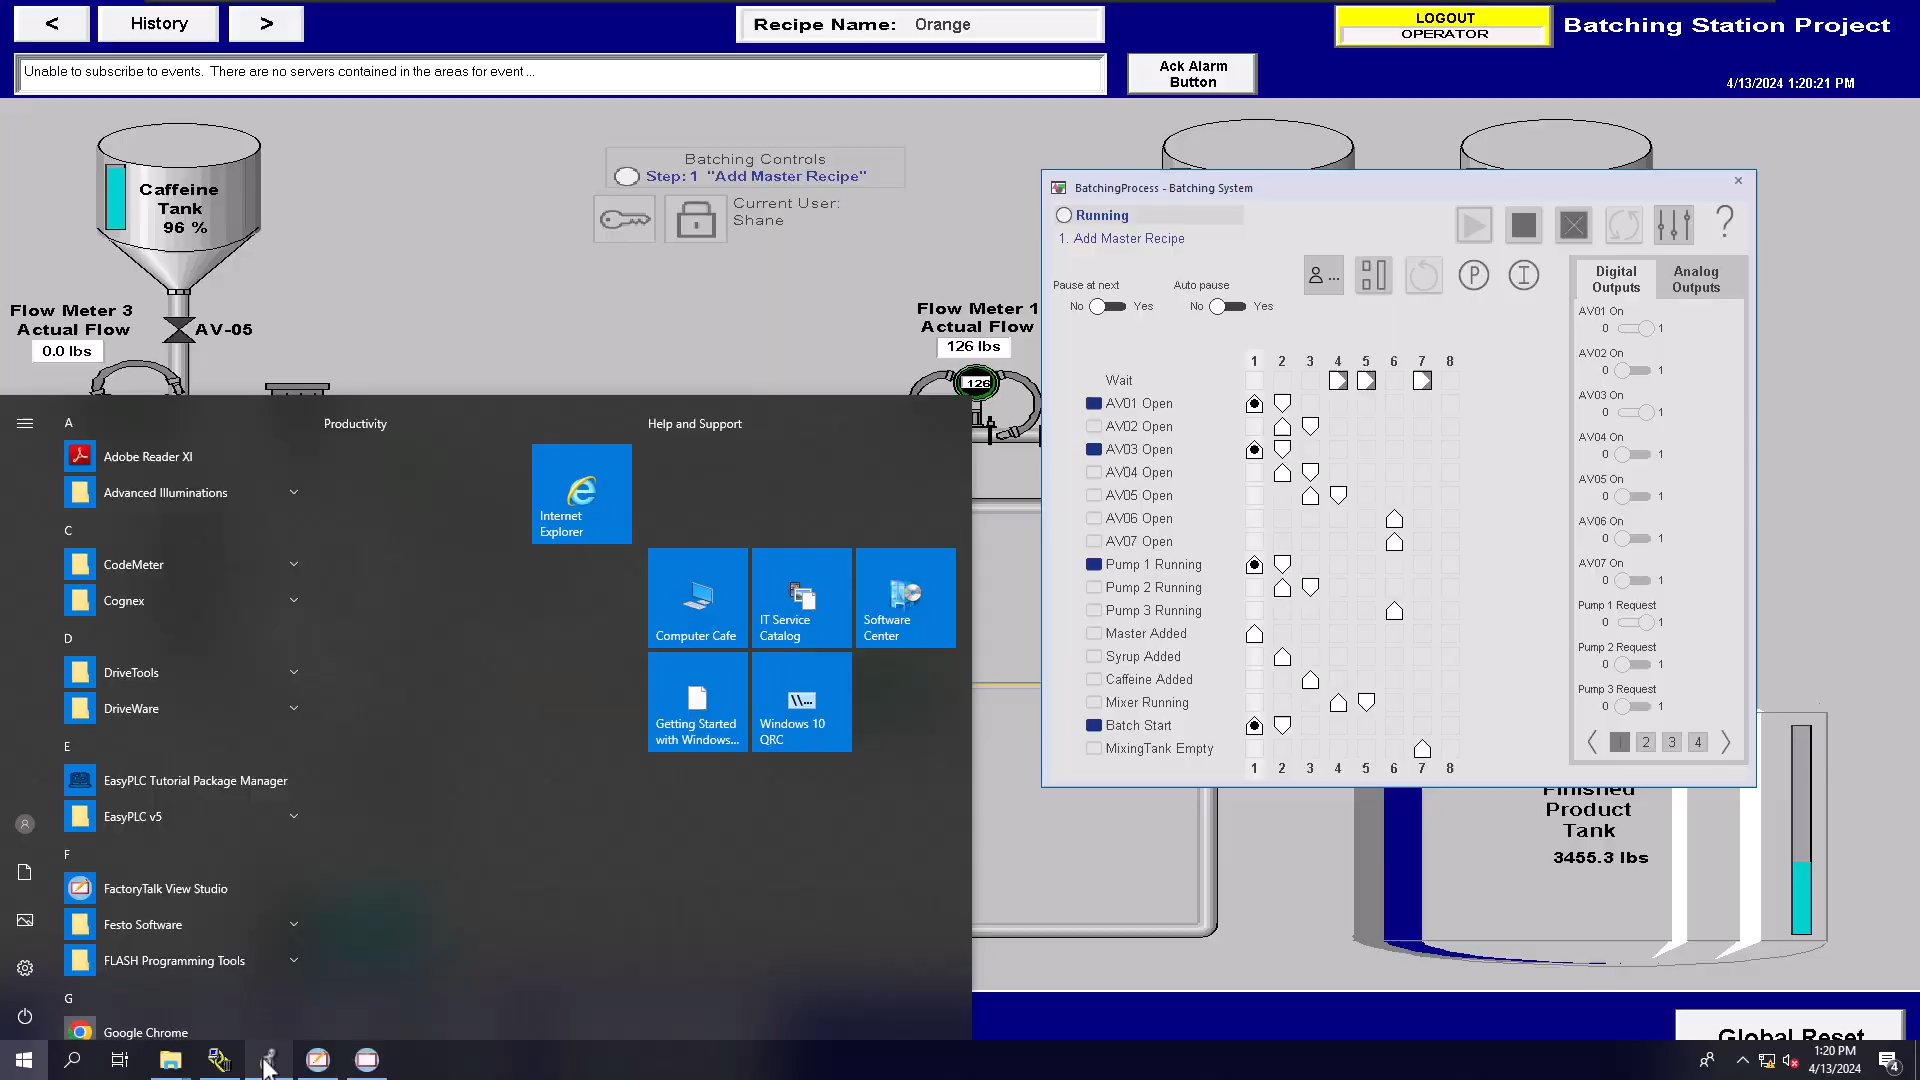 <
History
>
Recipe Name: Orange
LOGOUT
OPERATOR
Batching Station Project
Unable to subscribe to events. There are no servers contained in the areas for event ...
Ack Alarm
Button
4/13/2024 1:20:21 PM
Caffeine
Tank
96 %
Flow Meter 3
Actual Flow
0.0 lbs
AV-05
Batching Controls
Step: 1 "Add Master Recipe"
Current User:
Shane
Flow Meter 1
Actual Flow
126 lbs
126
BatchingProcess - Batching System
Running
1. Add Master Recipe
Pause at next
No
Yes
Auto pause
No
Yes
...
P
I
?
1 2 3 4 5 6 7 8
Wait
AV01 Open
AV02 Open
AV03 Open
AV04 Open
AV05 Open
AV06 Open
AV07 Open
Pump 1 Running
Pump 2 Running
Pump 3 Running
Master Added
Syrup Added
Caffeine Added
Mixer Running
Batch Start
MixingTank Empty
1 2 3 4 5 6 7 8
Digital
Outputs
Analog
Outputs
AV01 On
0 1
AV02 On
0 1
AV03 On
0 1
AV04 On
0 1
AV05 On
0 1
AV06 On
0 1
AV07 On
0 1
Pump 1 Request
0 1
Pump 2 Request
0 1
Pump 3 Request
0 1
1 2 3 4
Finished
Product
Tank
3455.3 lbs
Global Reset
A
Adobe Reader XI
Advanced Illuminations
C
CodeMeter
Cognex
D
DriveTools
DriveWare
E
EasyPLC Tutorial Package Manager
EasyPLC v5
F
FactoryTalk View Studio
Festo Software
FLASH Programming Tools
G
Google Chrome
Productivity
Internet
Explorer
Help and Support
Computer Cafe
IT Service
Catalog
Software
Center
Getting Started
with Windows...
\\...
Windows 10
QRC
1:20 PM
4/13/2024
4